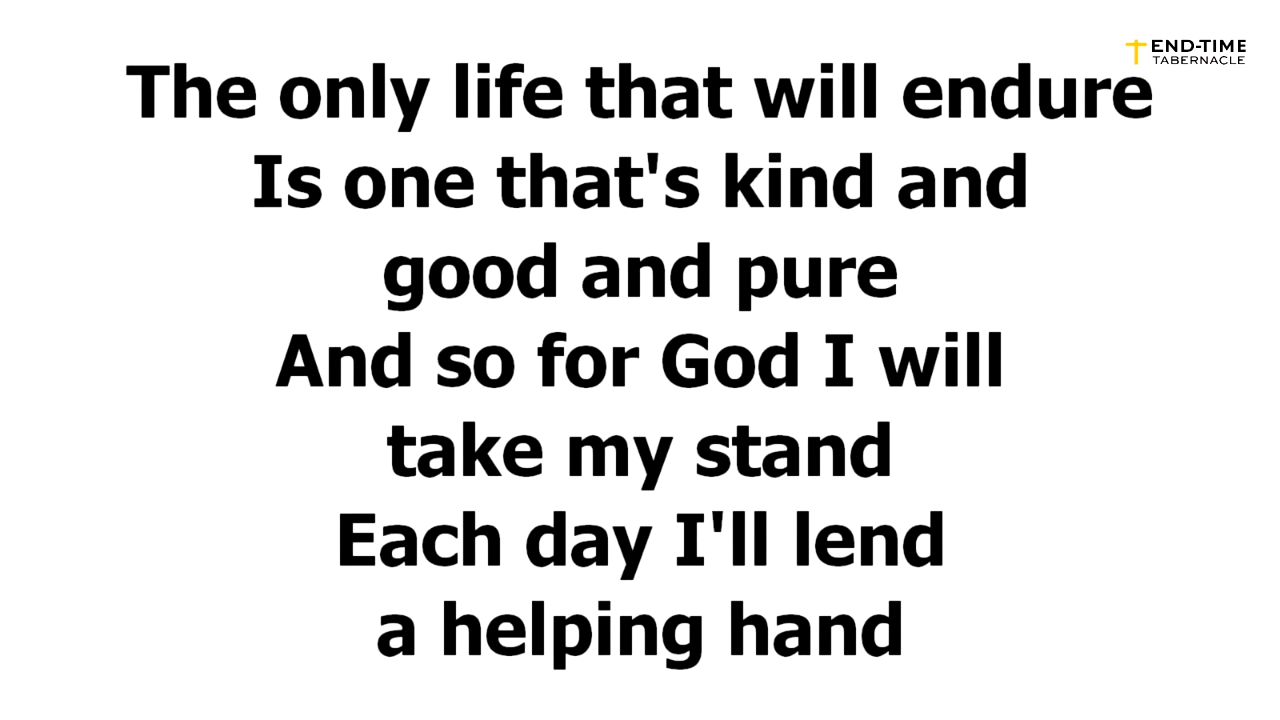 END-TIME
TABERNACLE
The only life that will endure
Is one that's kind and
good and pure
And so for God I will
take my stand
Each day I'll lend
a helping hand